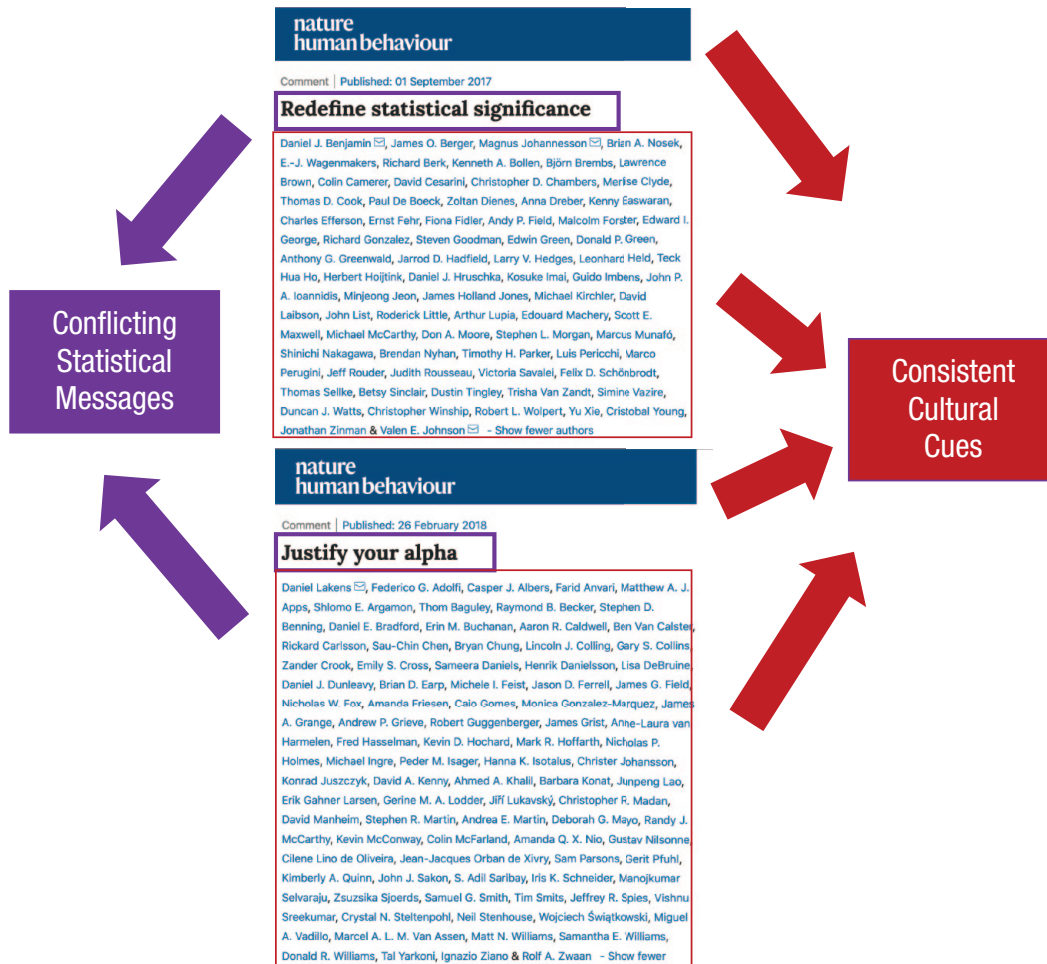 nature
human behaviour
Comment | Published: 01 September 2017
Redefine statistical significance
Daniel J. Benjamin, James O. Berger, Magnus Johannesson, Brian A. Nosek,
E.-J. Wagenmakers, Richard Berk, Kenneth A. Bollen, Björn Brembs, Lawrence
Brown, Colin Camerer, David Cesarini, Christopher D. Chambers, Merlise Clyde,
Thomas D. Cook, Paul De Boeck, Zoltan Dienes, Anna Dreber, Kenny Easwaran,
Charles Efferson, Ernst Fehr, Fiona Fidler, Andy P. Field, Malcolm Forster, Edward I.
George, Richard Gonzalez, Steven Goodman, Edwin Green, Donald P. Green,
Anthony G. Greenwald, Jarrod D. Hadfield, Larry V. Hedges, Leonhard Held, Teck
Hua Ho, Herbert Hoijtink, Daniel J. Hruschka, Kosuke Imai, Guido Imbens, John P.
A. Ioannidis, Minjeong Jeon, James Holland Jones, Michael Kirchler, David
Laibson, John List, Roderick Little, Arthur Lupia, Edouard Machery, Scott E.
Maxwell, Michael McCarthy, Don A. Moore, Stephen L. Morgan, Marcus Munafó,
Shinichi Nakagawa, Brendan Nyhan, Timothy H. Parker, Luis Pericchi, Marco
Perugini, Jeff Rouder, Judith Rousseau, Victoria Savalei, Felix D. Schönbrodt,
Thomas Sellke, Betsy Sinclair, Dustin Tingley, Trisha Van Zandt, Simine Vazire,
Duncan J. Watts, Christopher Winship, Robert L. Wolpert, Yu Xie, Cristobal Young,
Jonathan Zinman & Valen E. Johnson - Show fewer authors
Conflicting
Statistical
Messages
Consistent
Cultural
Cues
nature
human behaviour
Comment | Published: 26 February 2018
Justify your alpha
Daniel Lakens, Federico G. Adolfi, Casper J. Albers, Farid Anvari, Matthew A. J.
Apps, Shlomo E. Argamon, Thom Baguley, Raymond B. Becker, Stephen D.
Benning, Daniel E. Bradford, Erin M. Buchanan, Aaron R. Caldwell, Ben Van Calster,
Rickard Carlsson, Sau-Chin Chen, Bryan Chung, Lincoln J. Colling, Gary S. Collins,
Zander Crook, Emily S. Cross, Sameera Daniels, Henrik Danielsson, Lisa DeBruine,
Daniel J. Dunleavy, Brian D. Earp, Michele I. Feist, Jason D. Ferrell, James G. Field,
Nicholas W. Fox, Amanda Friesen, Caio Gomes, Monica Gonzalez-Marquez, James
A. Grange, Andrew P. Grieve, Robert Guggenberger, James Grist, Anne-Laura van
Harmelen, Fred Hasselman, Kevin D. Hochard, Mark R. Hoffarth, Nicholas P.
Holmes, Michael Ingre, Peder M. Isager, Hanna K. Isotalus, Christer Johansson,
Konrad Juszczyk, David A. Kenny, Ahmed A. Khalil, Barbara Konat, Junpeng Lao,
Erik Gahner Larsen, Gerine M. A. Lodder, Jiří Lukavský, Christopher R. Madan,
David Manheim, Stephen R. Martin, Andrea E. Martin, Deborah G. Mayo, Randy J.
McCarthy, Kevin McConway, Colin McFarland, Amanda Q. X. Nio, Gustav Nilsonne,
Cilene Lino de Oliveira, Jean-Jacques Orban de Xivry, Sam Parsons, Gerit Pfuhl,
Kimberly A. Quinn, John J. Sakon, S. Adil Saribay, Iris K. Schneider, Manojkumar
Selvaraju, Zsuzsika Sjoerds, Samuel G. Smith, Tim Smits, Jeffrey R. Spies, Vishnu
Sreekumar, Crystal N. Steltenpohl, Neil Stenhouse, Wojciech Świątkowski, Miguel
A. Vadillo, Marcel A. L. M. Van Assen, Matt N. Williams, Samantha E. Williams,
Donald R. Williams, Tal Yarkoni, Ignazio Ziano & Rolf A. Zwaan - Show fewer